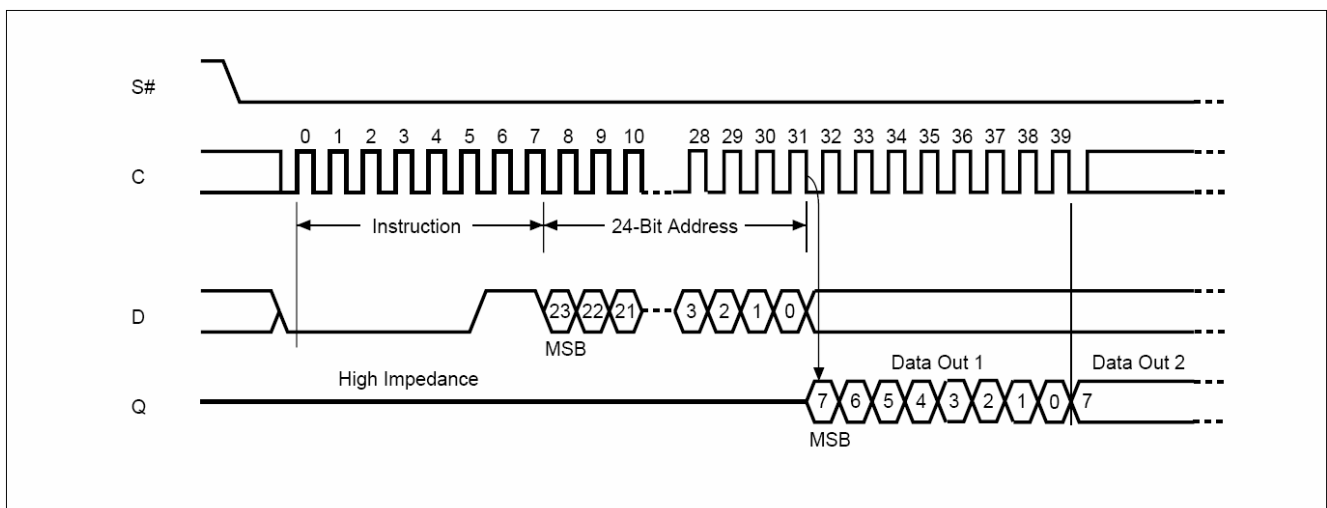 S#
0 1 2 3 4 5 6 7 8 9 10 28 29 30 31 32 33 34 35 36 37 38 39
C
Instruction 24-Bit Address
D 23 22 21 3 2 1 0
MSB
High Impedance Data Out 1 Data Out 2
Q 7 6 5 4 3 2 1 0 7
MSB